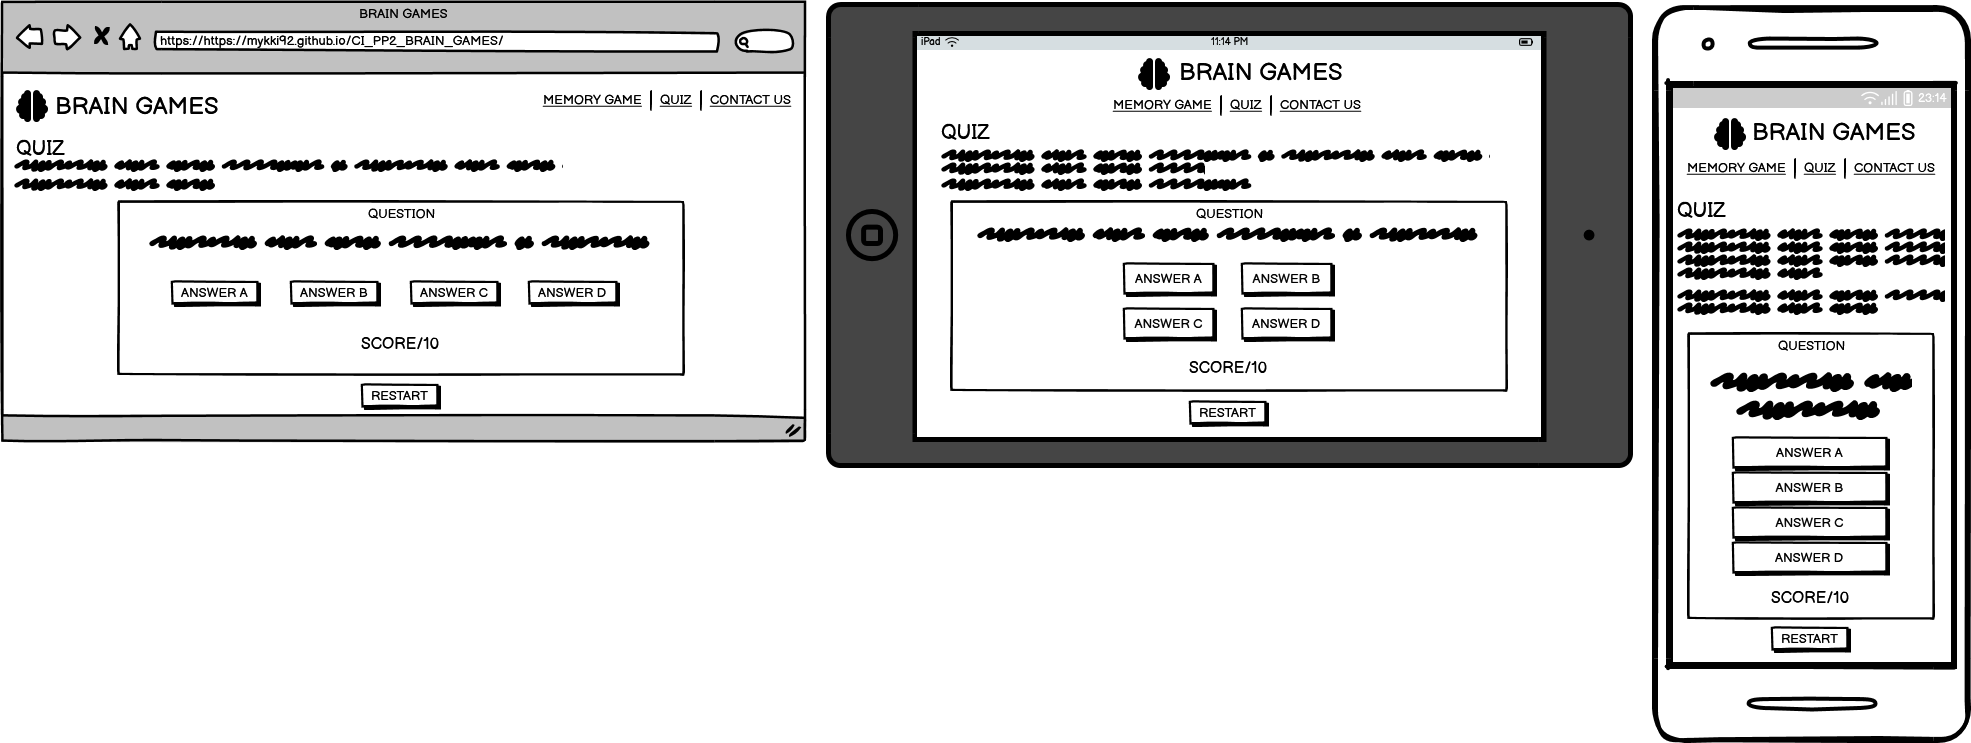 BRAIN GAMES
https://https://mykki92.github.io/CI_PP2_BRAIN_GAMES/
BRAIN GAMES
MEMORY GAME | QUIZ | CONTACT US
QUIZ
QUESTION
ANSWER A ANSWER B ANSWER C ANSWER D
SCORE/10
RESTART
iPad 11:14 PM
BRAIN GAMES
MEMORY GAME | QUIZ | CONTACT US
QUIZ
QUESTION
ANSWER A ANSWER B
ANSWER C ANSWER D
SCORE/10
RESTART
23:14
BRAIN GAMES
MEMORY GAME | QUIZ | CONTACT US
QUIZ
QUESTION
ANSWER A
ANSWER B
ANSWER C
ANSWER D
SCORE/10
RESTART